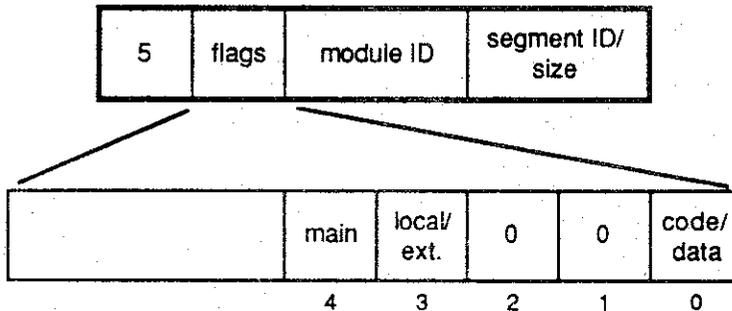 5 flags module ID segment ID/
size
main local/ 0 0 code/
ext. data
4 3 2 1 0